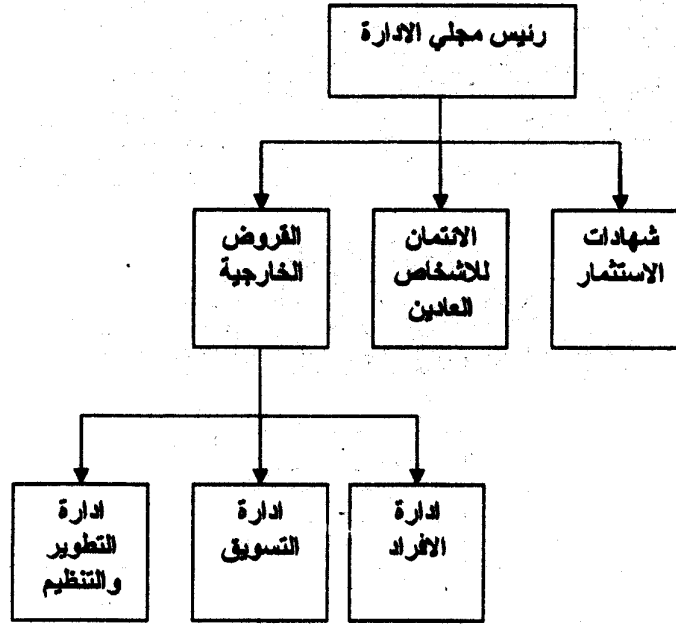 رئيس مجلي الادارة
شهادات
الاستثمار
الائتمان
للاشخاص
العادين
القروض
الخارجية
ادارة
الافراد
ادارة
التسويق
ادارة
التطوير
والتنظيم